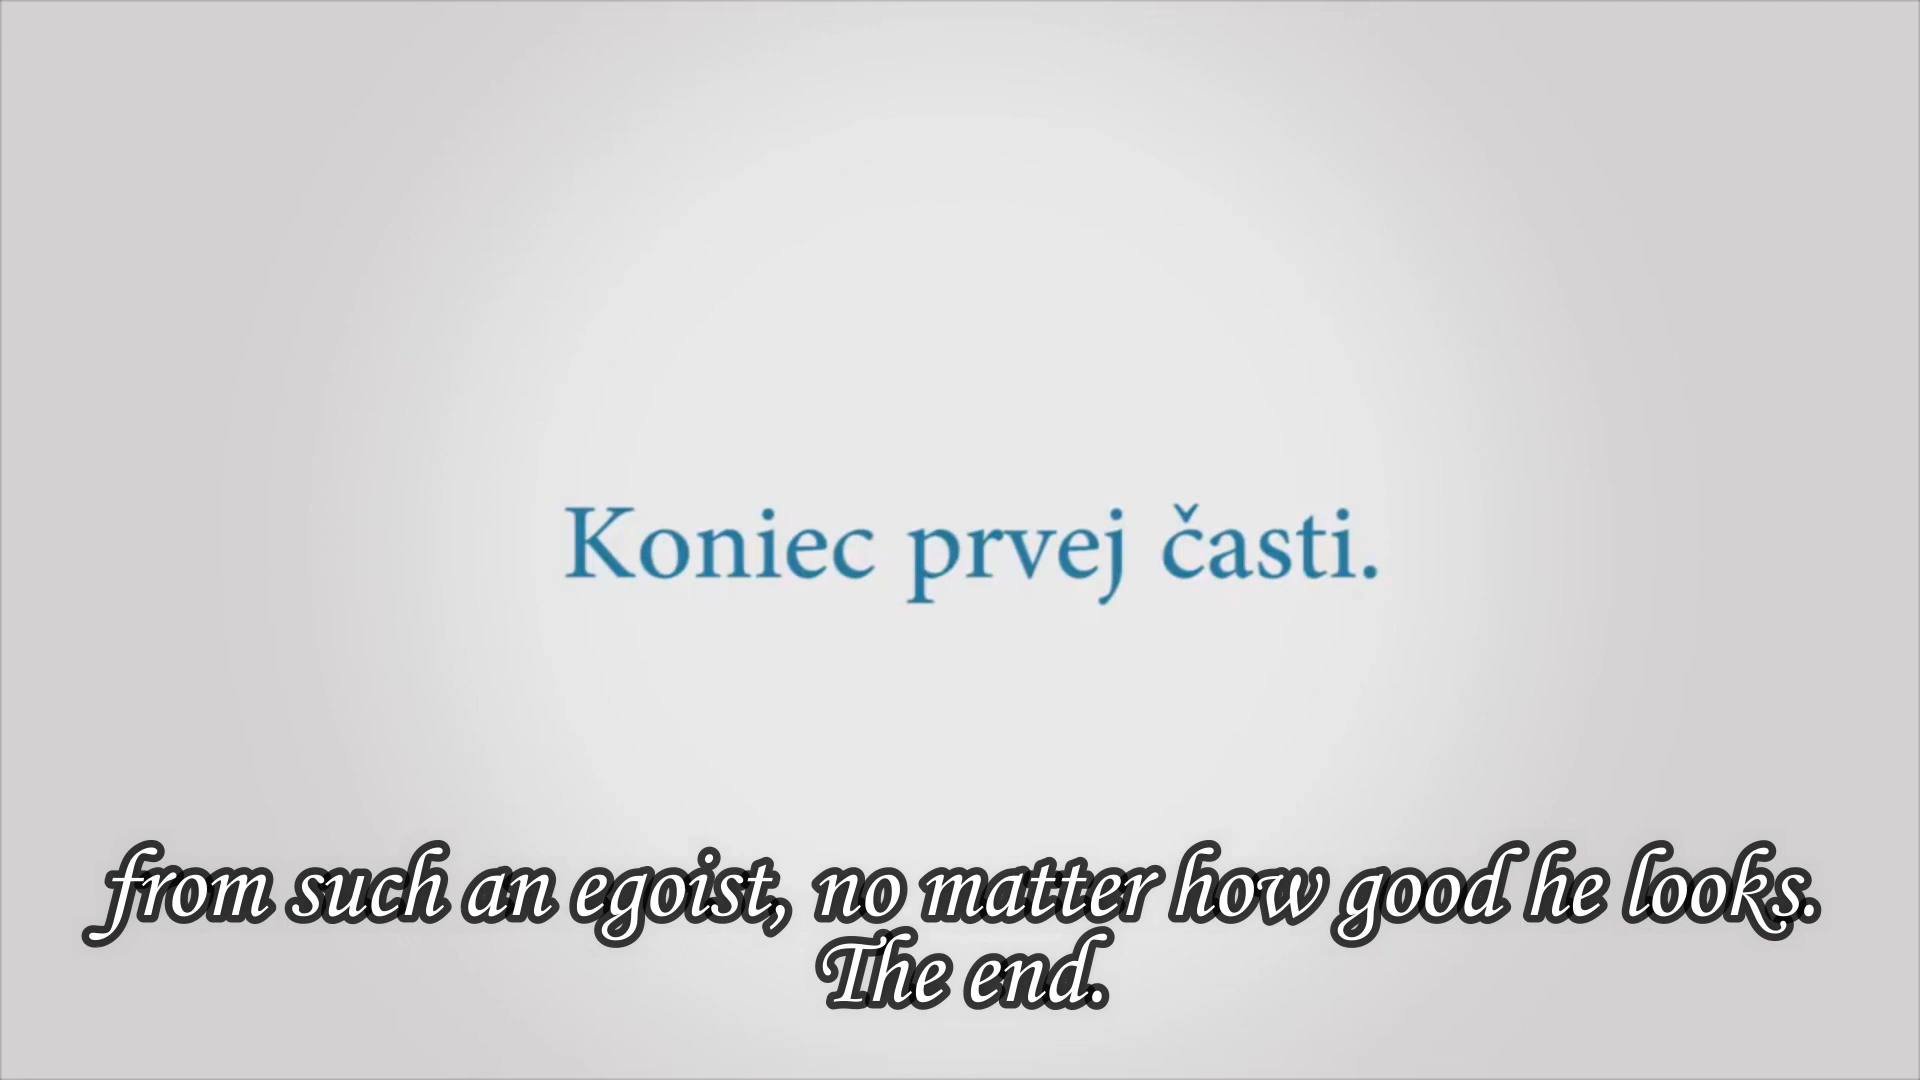 Koniec prvej časti.
from such an egoist, no matter how good he looks.
The end.